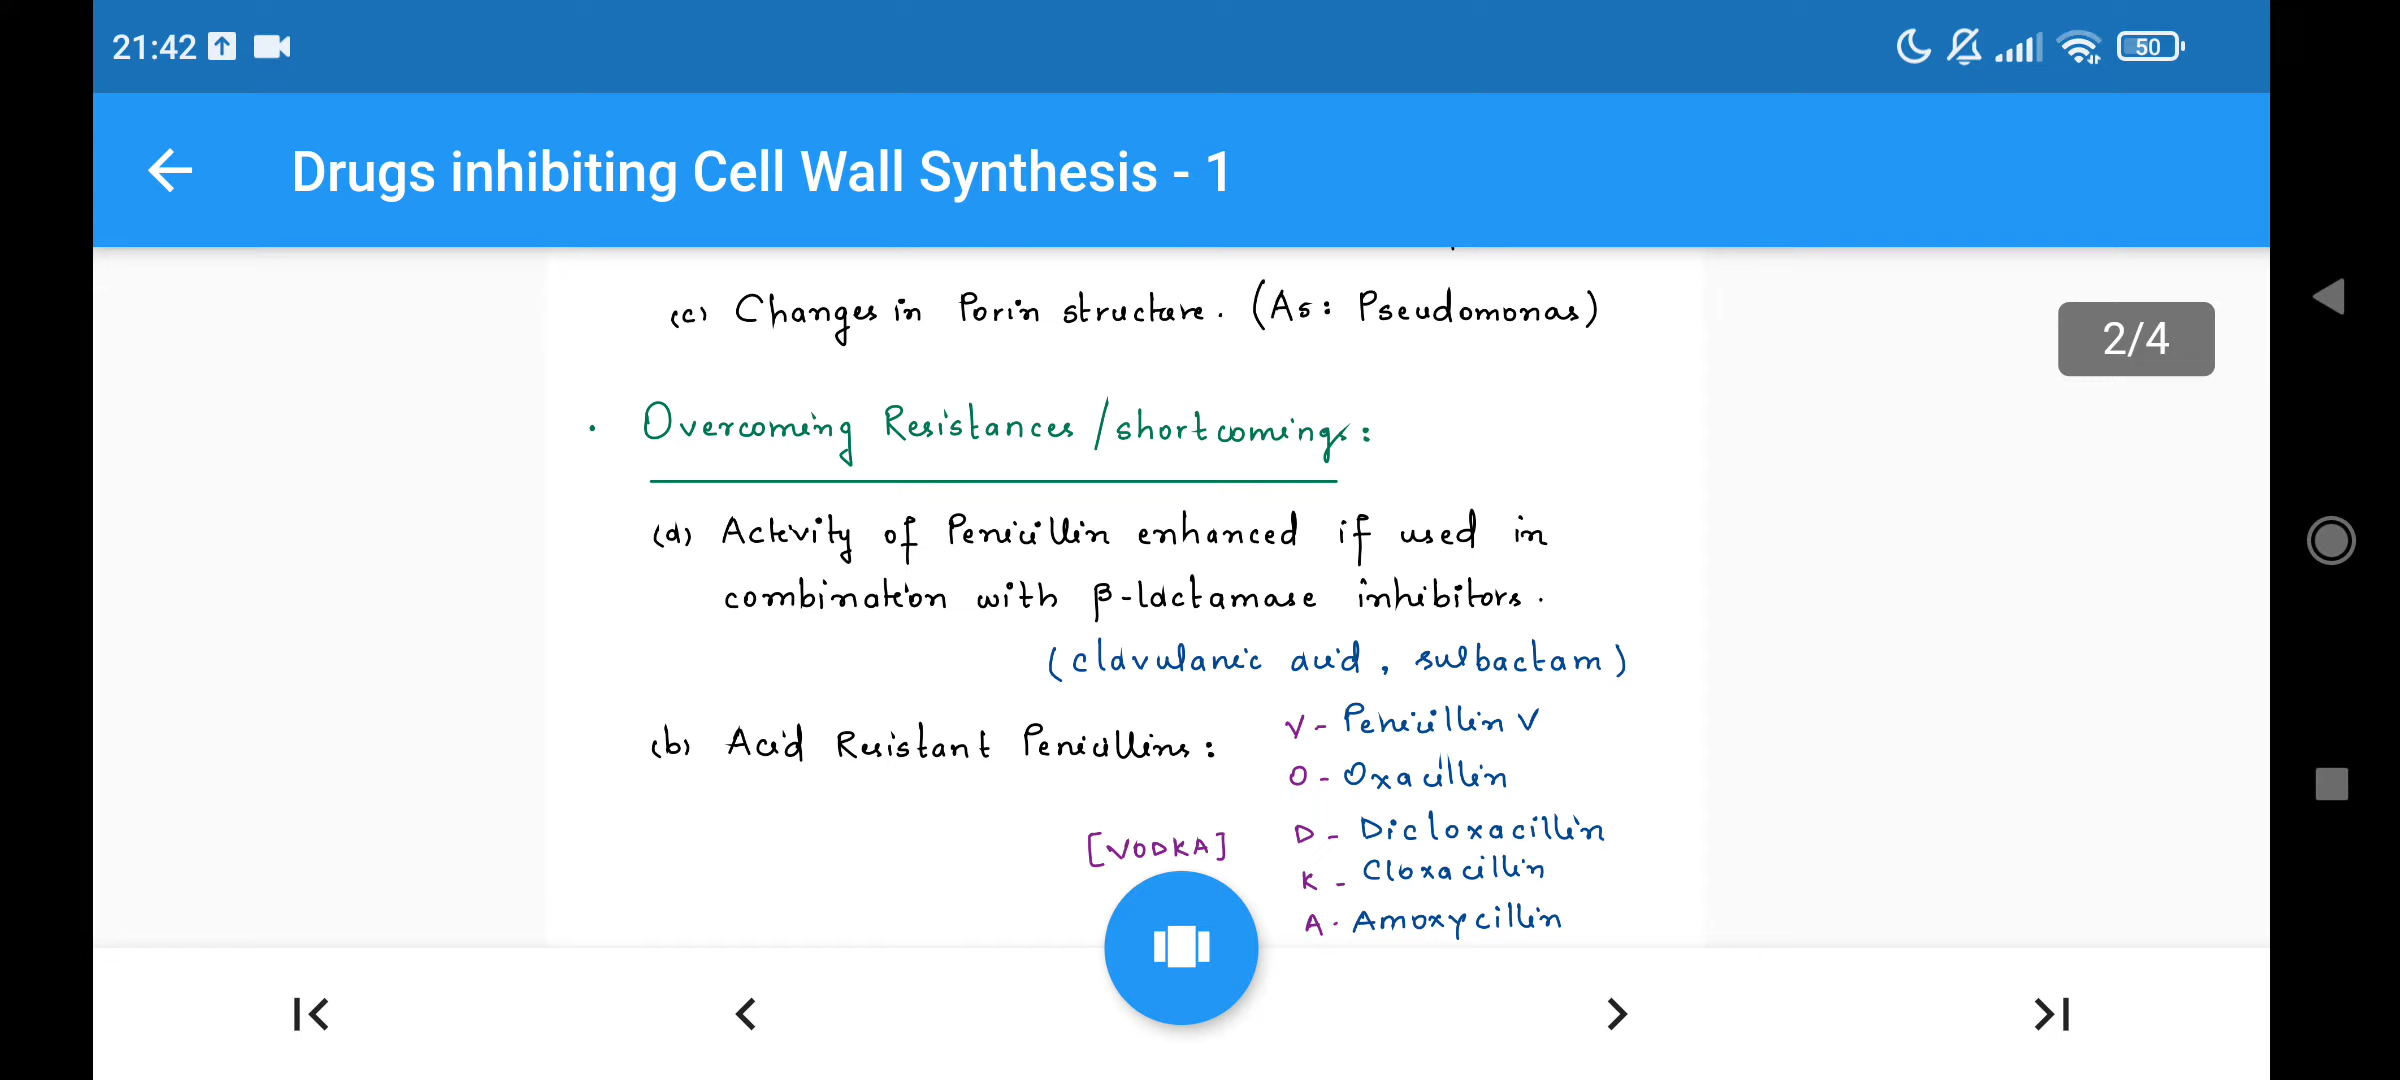 21:42
50
Drugs inhibiting Cell Wall Synthesis - 1
(c) Changes in Porin structure. (As: Pseudomonas)
2/4
· Overcoming Resistances/shortcomings:
(a) Activity of Penicillin enhanced if used in
combination with β-lactamase inhibitors.
(clavulanic acid, sulbactam)
(b) Acid Resistant Penicillins:
V - Penicillin V
O - Oxacillin
D - Dicloxacillin
[VODKA]
K - Cloxacillin
A - Amoxycillin